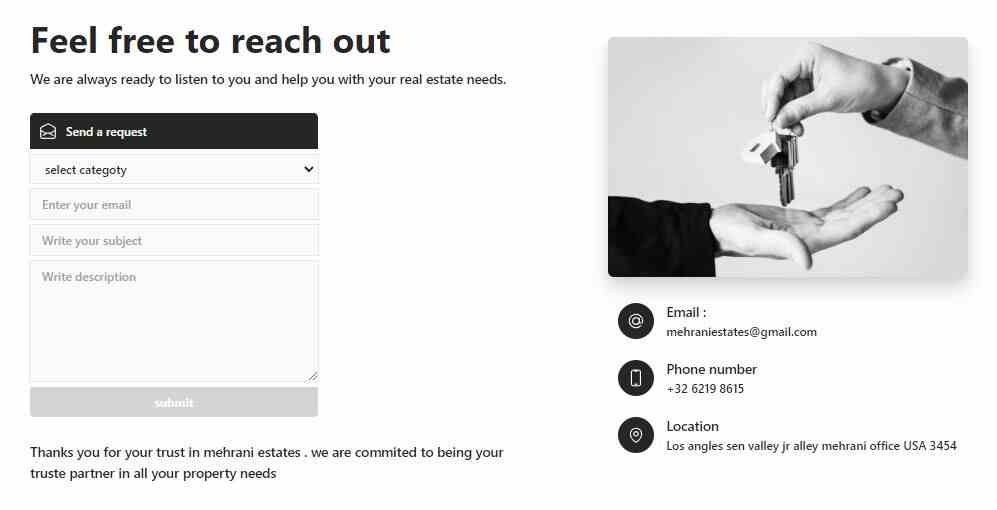 Feel free to reach out
We are always ready to listen to you and help you with your real estate needs.
Send a request
select categoty
Enter your email
Write your subject
Write description
submit
Thanks you for your trust in mehrani estates . we are commited to being your
truste partner in all your property needs
Email :
mehraniestates@gmail.com
Phone number
+32 6219 8615
Location
Los angles sen valley jr alley mehrani office USA 3454